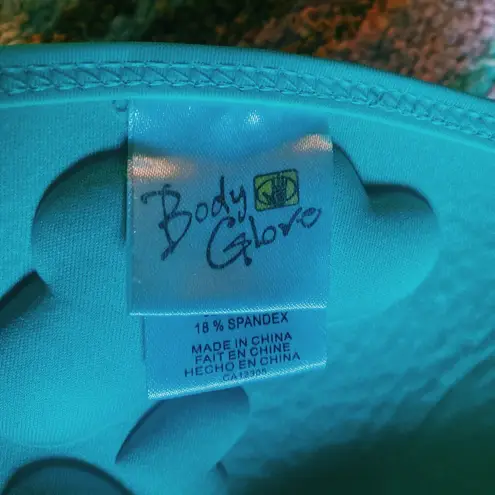 Body
Glove
18 % SPANDEX
MADE IN CHINA
FAIT EN CHINE
HECHO EN CHINA